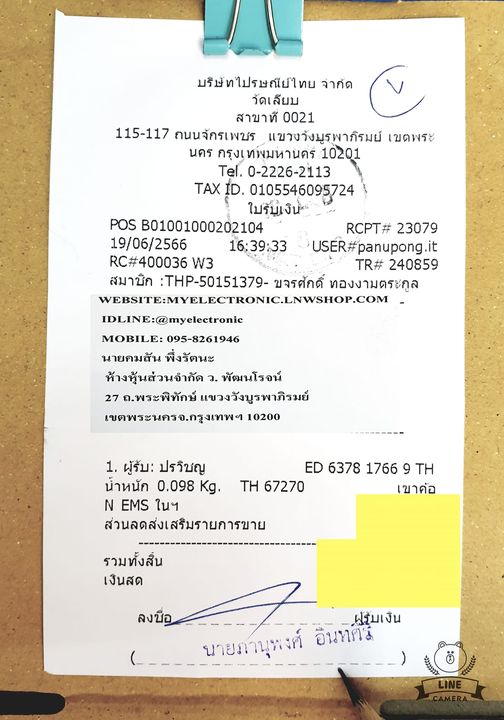 บริษัทไปรษณีย์ไทย จำกัด
วัดเลียบ
สาขาที่ 0021
115-117 ถนนจักรเพชร แขวงวังบูรพาภิรมย์ เขตพระ
นคร กรุงเทพมหานคร 10201
Tel. 0-2226-2113
TAX ID. 0105546095724
ใบรับเงิน
POS B01001000202104 RCPT# 23079
19/06/2566 16:39:33 USER#panupong.it
RC#400036 W3 TR# 240859
สมาชิก :THP-50151379- ขจรศักดิ์ ทองงามตระกูล
WEBSITE:MYELECTRONIC.LNWSHOP.COM
IDLINE:@myelectronic
MOBILE: 095-8261946
นายคมสัน พึ่งรัตนะ
ห้างหุ้นส่วนจำกัด ว. พัฒนโรจน์
27 ถ.พระพิทักษ์ แขวงวังบูรพาภิรมย์
เขตพระนครจ.กรุงเทพฯ 10200
1. ผู้รับ: ปรวิชญ ED 6378 1766 9 TH
น้ำหนัก 0.098 Kg. TH 67270 เขาค้อ
N EMS ในฯ
ส่วนลดส่งเสริมรายการขาย
รวมทั้งสิ้น
เงินสด
ลงชื่อ ผู้รับเงิน
นายภานุพงศ์ อินทศิริ
( )
LINE
CAMERA